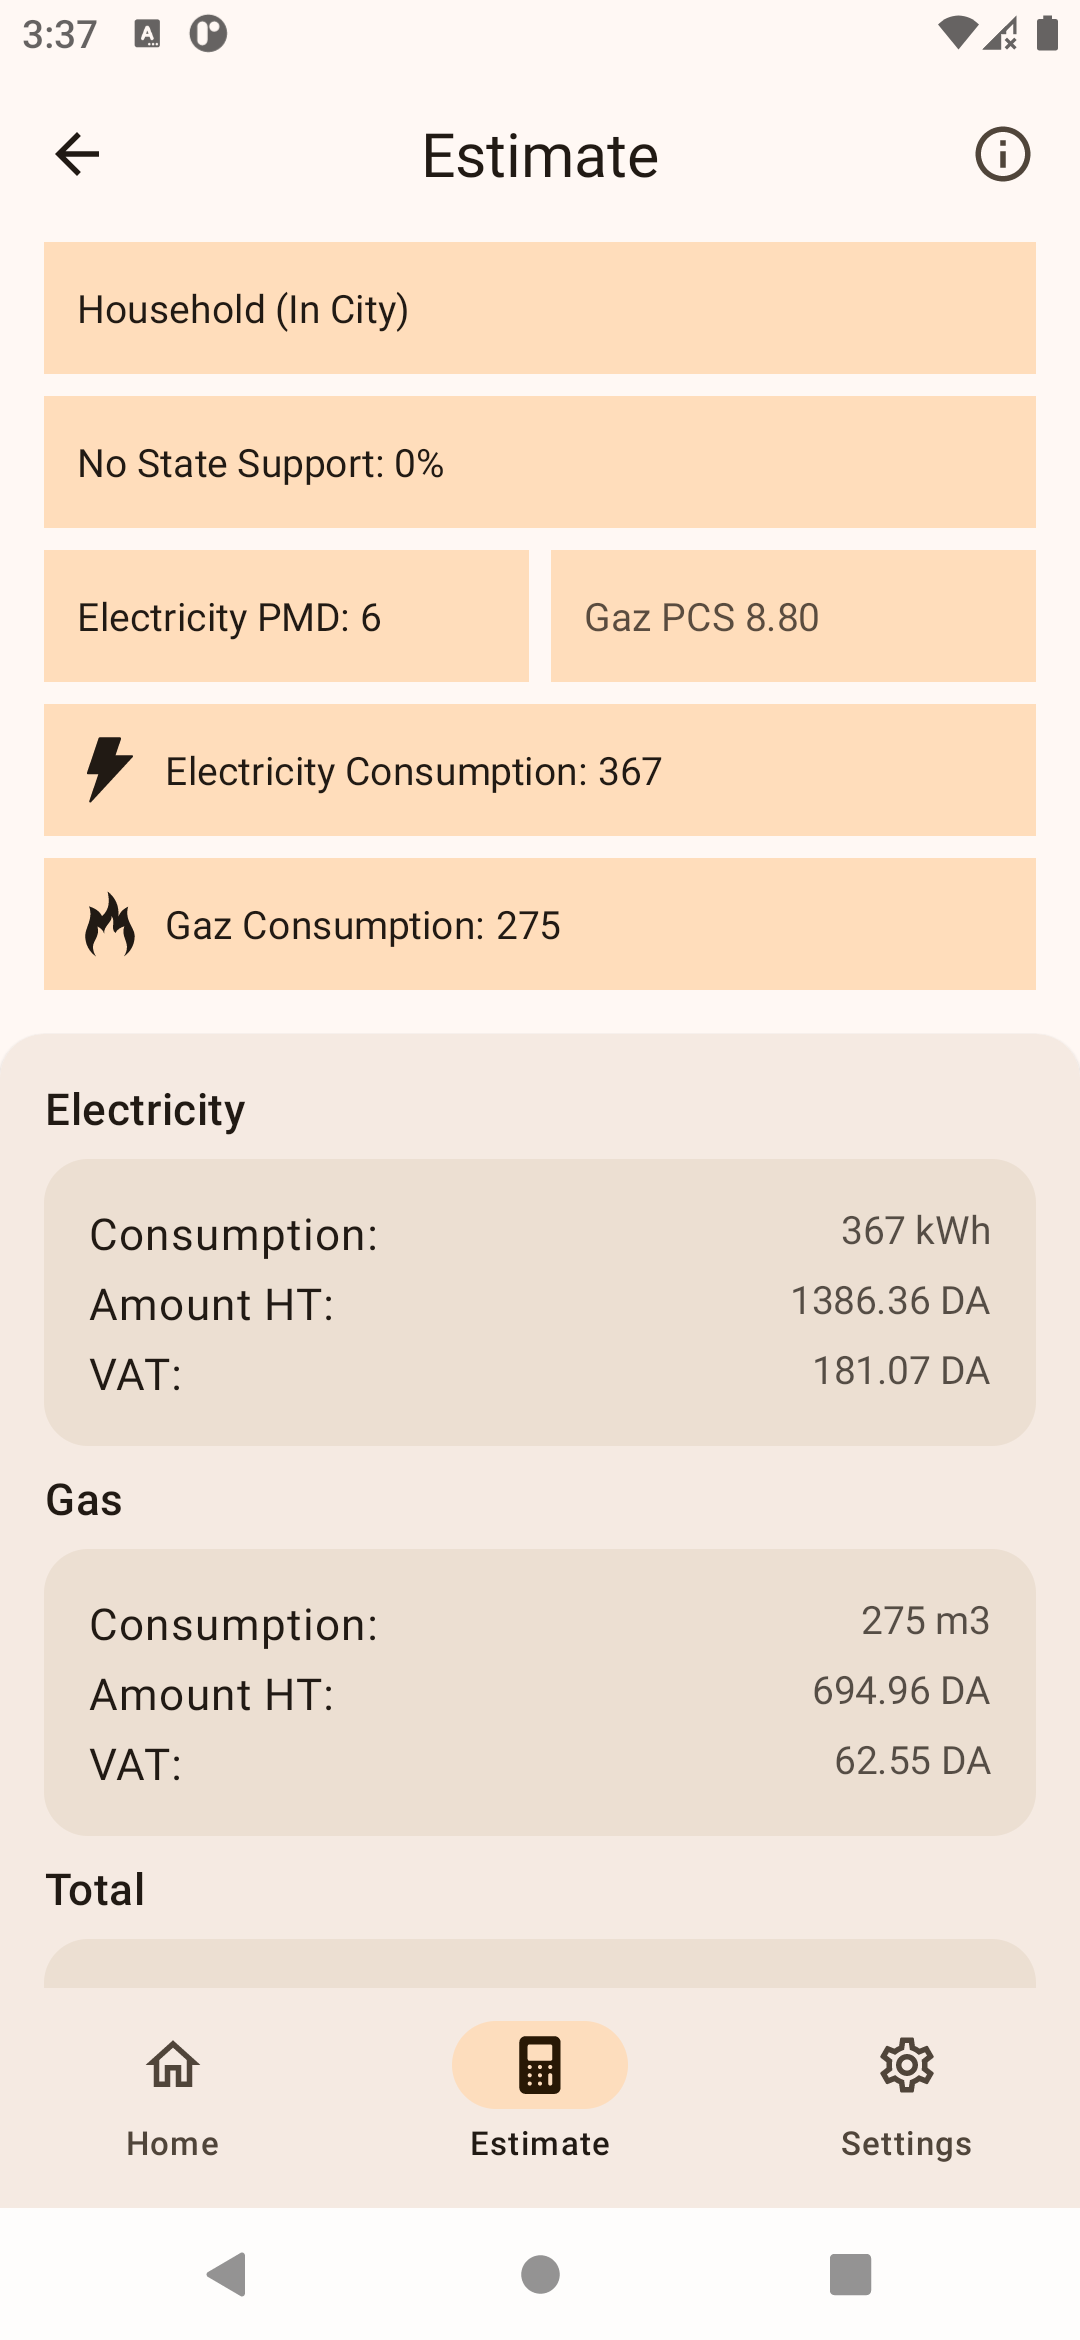 3:37
Estimate
Household (In City)
No State Support: 0%
Electricity PMD: 6
Gaz PCS 8.80
Electricity Consumption: 367
Gaz Consumption: 275
Electricity
Consumption: 367 kWh
Amount HT: 1386.36 DA
VAT: 181.07 DA
Gas
Consumption: 275 m3
Amount HT: 694.96 DA
VAT: 62.55 DA
Total
Home
Estimate
Settings